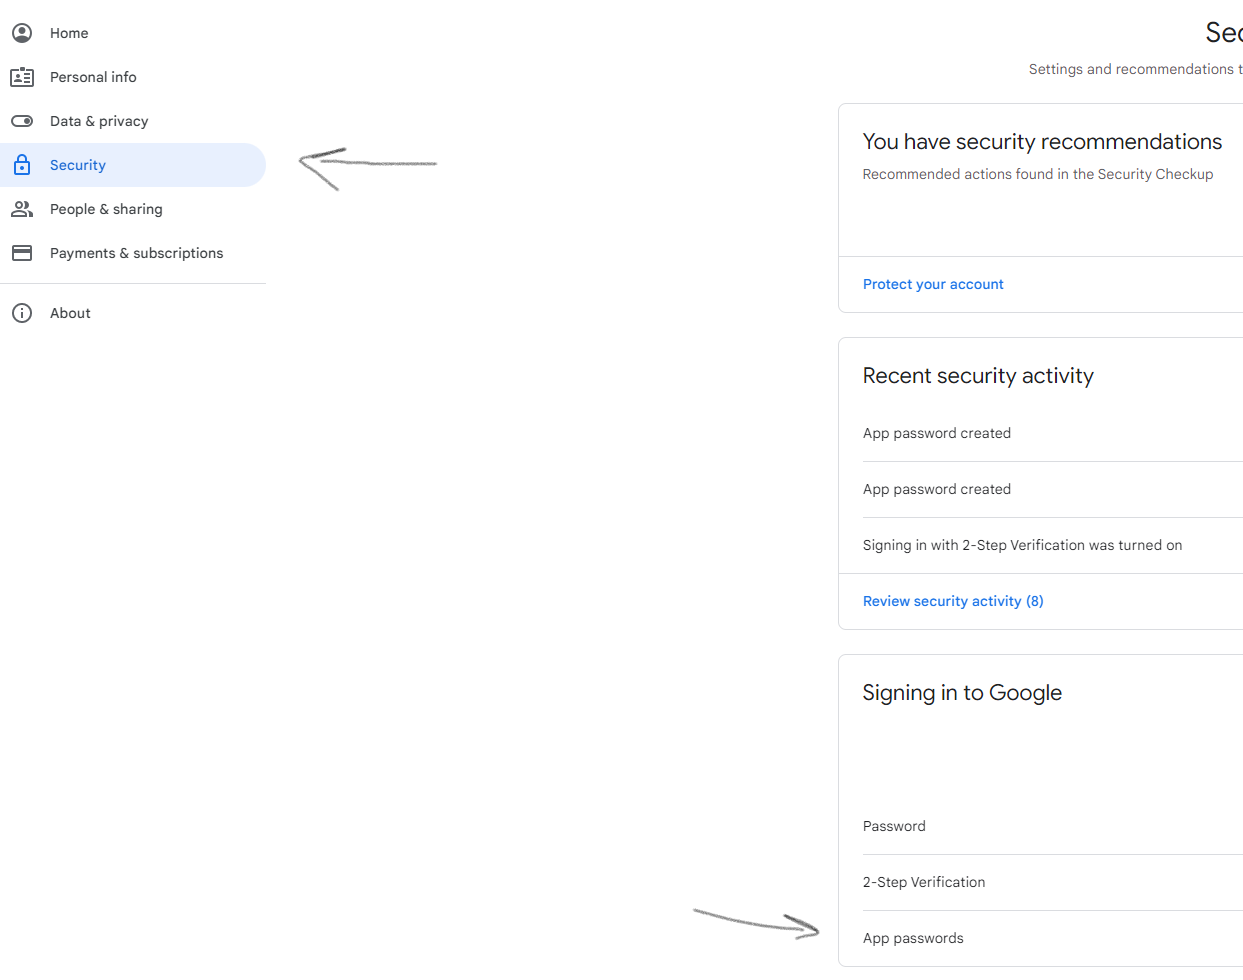 Home
Personal info
Data & privacy
Security
People & sharing
Payments & subscriptions
About
Settings and recommendations
You have security recommendations
Recommended actions found in the Security Checkup
Protect your account
Recent security activity
App password created
App password created
Signing in with 2-Step Verification was turned on
Review security activity (8)
Signing in to Google
Password
2-Step Verification
App passwords